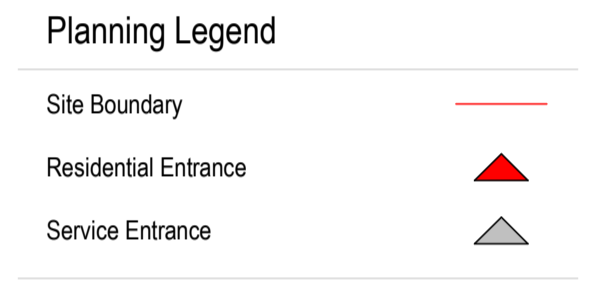 Planning Legend
Site Boundary
Residential Entrance
Service Entrance